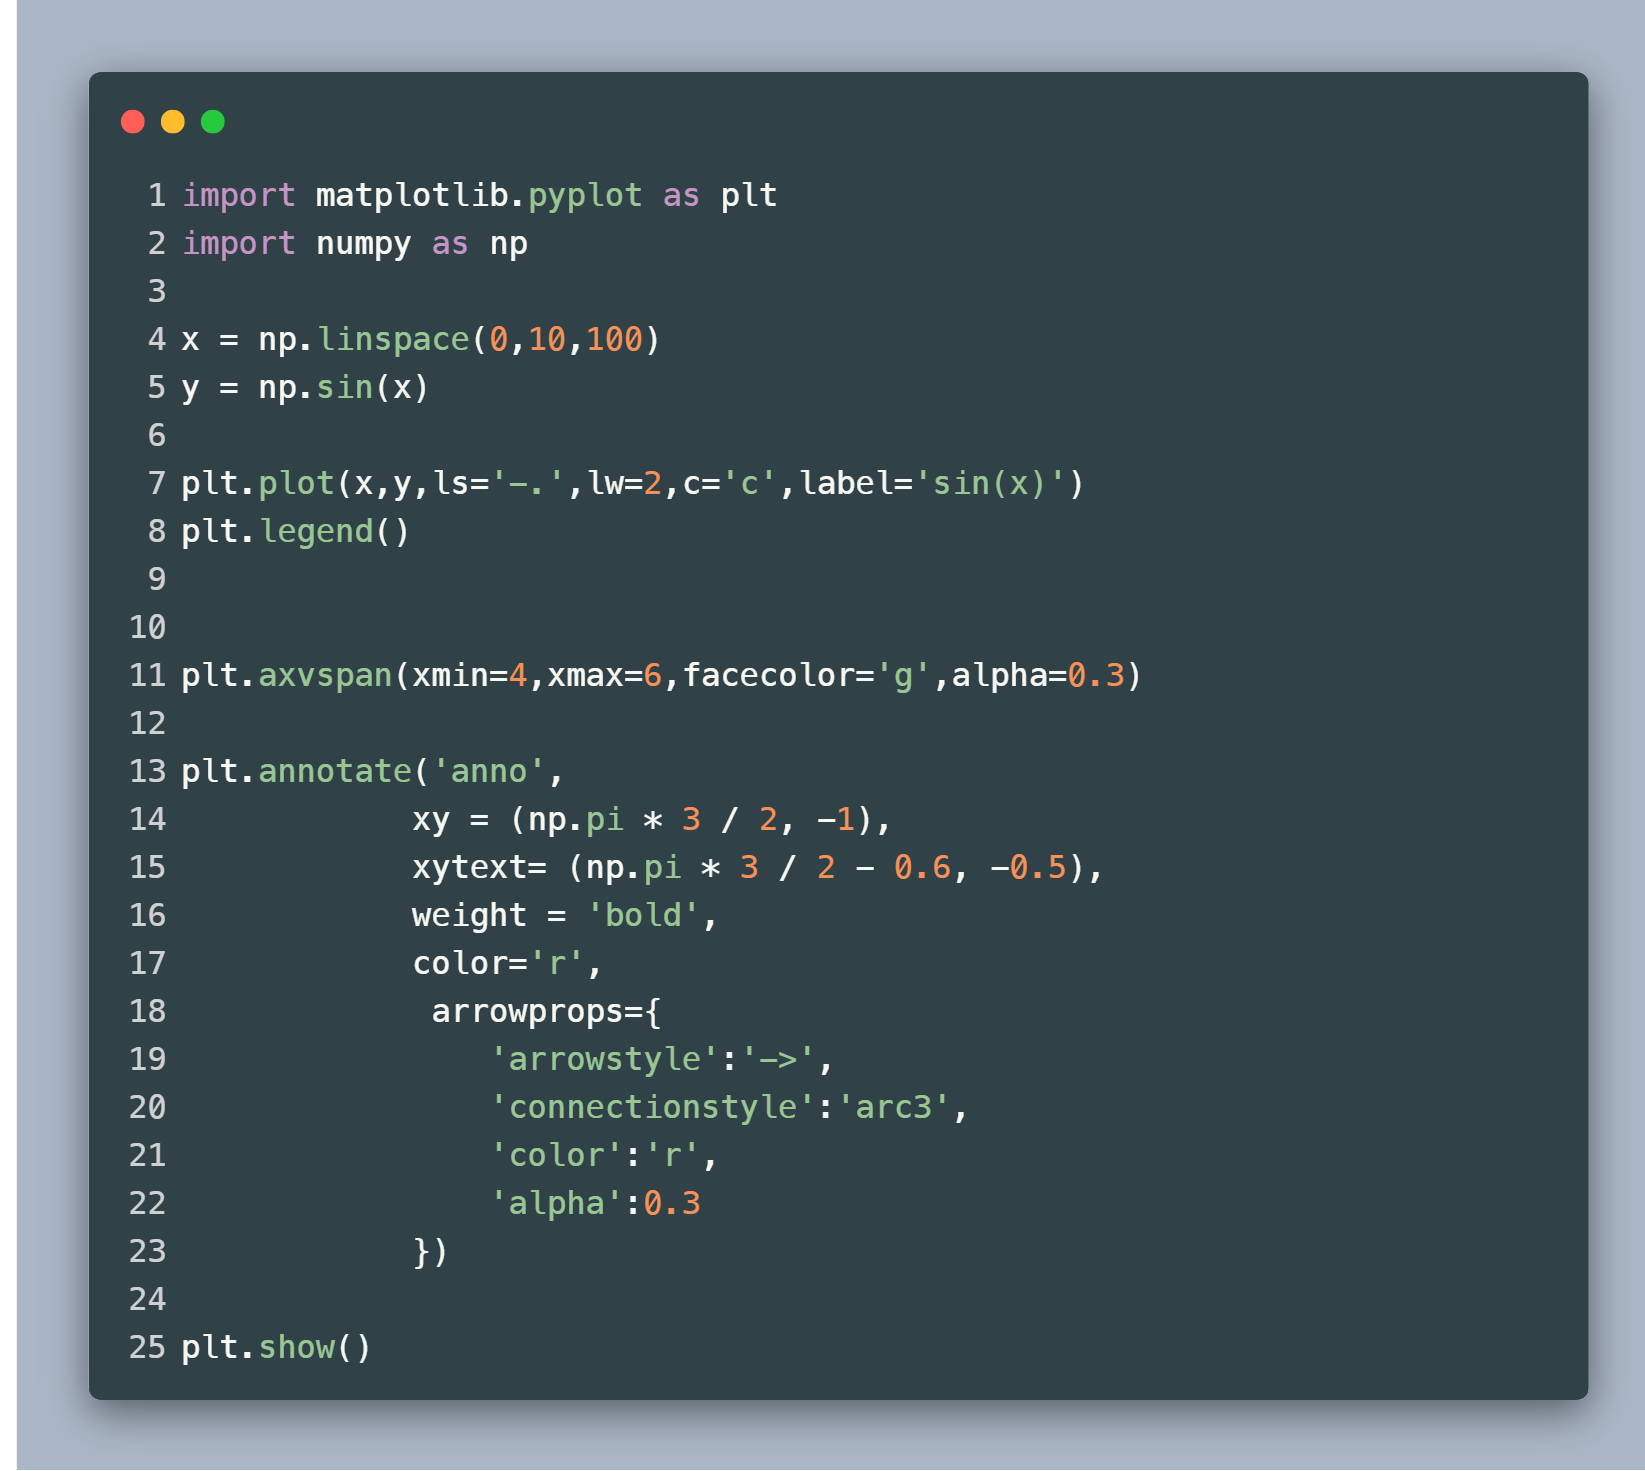 1 import matplotlib.pyplot as plt
2 import numpy as np
3
4 x = np.linspace(0,10,100)
5 y = np.sin(x)
6
7 plt.plot(x,y,ls='-.',lw=2,c='c',label='sin(x)')
8 plt.legend()
9
10
11 plt.axvspan(xmin=4,xmax=6,facecolor='g',alpha=0.3)
12
13 plt.annotate('anno',
14             xy = (np.pi * 3 / 2, -1),
15             xytext= (np.pi * 3 / 2 - 0.6, -0.5),
16             weight = 'bold',
17             color='r',
18              arrowprops={
19                 'arrowstyle':'->',
20                 'connectionstyle':'arc3',
21                 'color':'r',
22                 'alpha':0.3
23             })
24
25 plt.show()